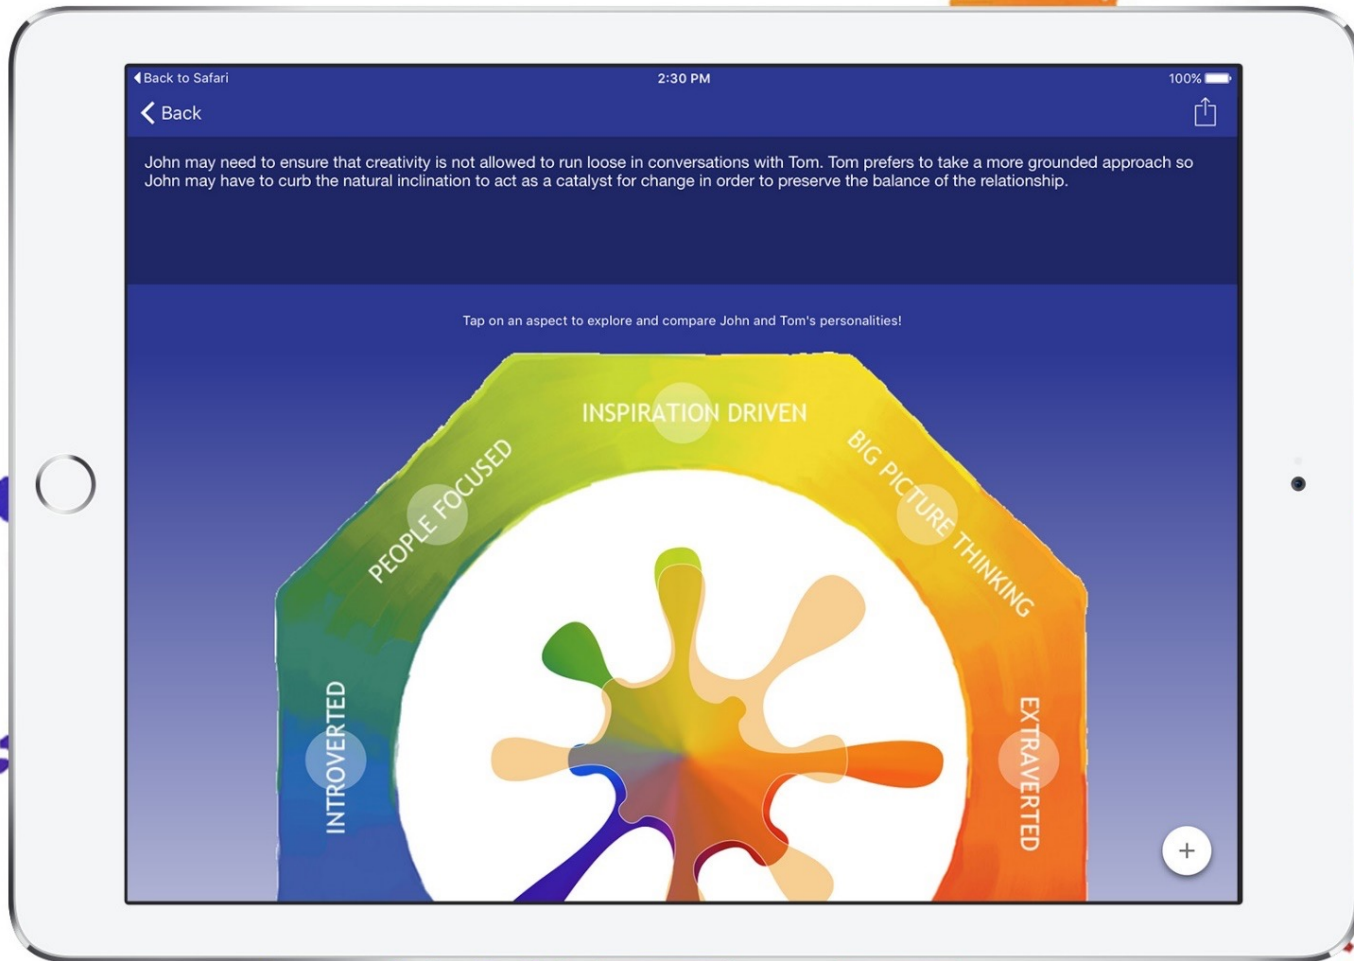 Back to Safari
2:30 PM
100%
Back
John may need to ensure that creativity is not allowed to run loose in conversations with Tom. Tom prefers to take a more grounded approach so
John may have to curb the natural inclination to act as a catalyst for change in order to preserve the balance of the relationship.
Tap on an aspect to explore and compare John and Tom's personalities!
INSPIRATION DRIVEN
PEOPLE FOCUSED
BIG PICTURE THINKING
INTROVERTED
EXTRAVERTED